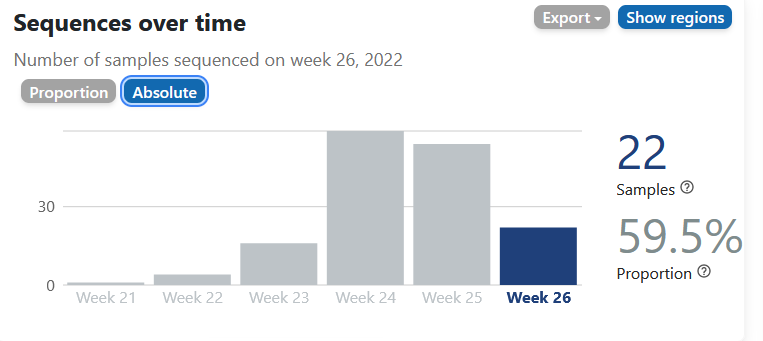 Sequences over time
Export
Show regions
Number of samples sequenced on week 26, 2022
Proportion
Absolute
30
0
Week 21
Week 22
Week 23
Week 24
Week 25
Week 26
22
Samples ?
59.5%
Proportion ?